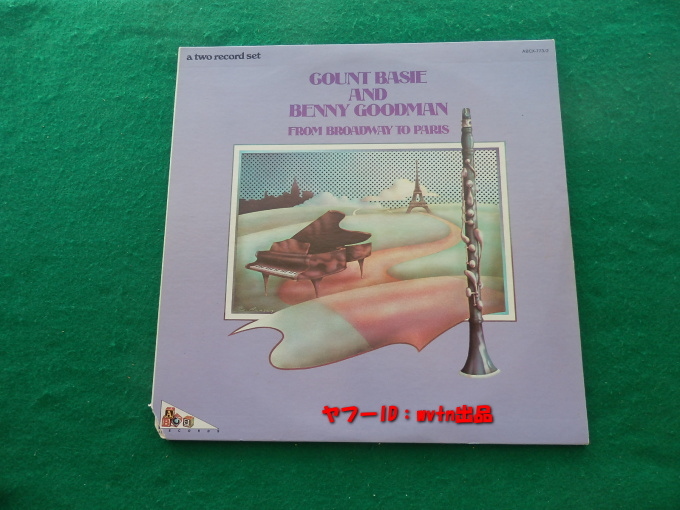 a two record set
COUNT BASIE
AND
BENNY GOODMAN
FROM BROADWAY TO PARIS
ヤフーID：mvtn出品
RECORDS